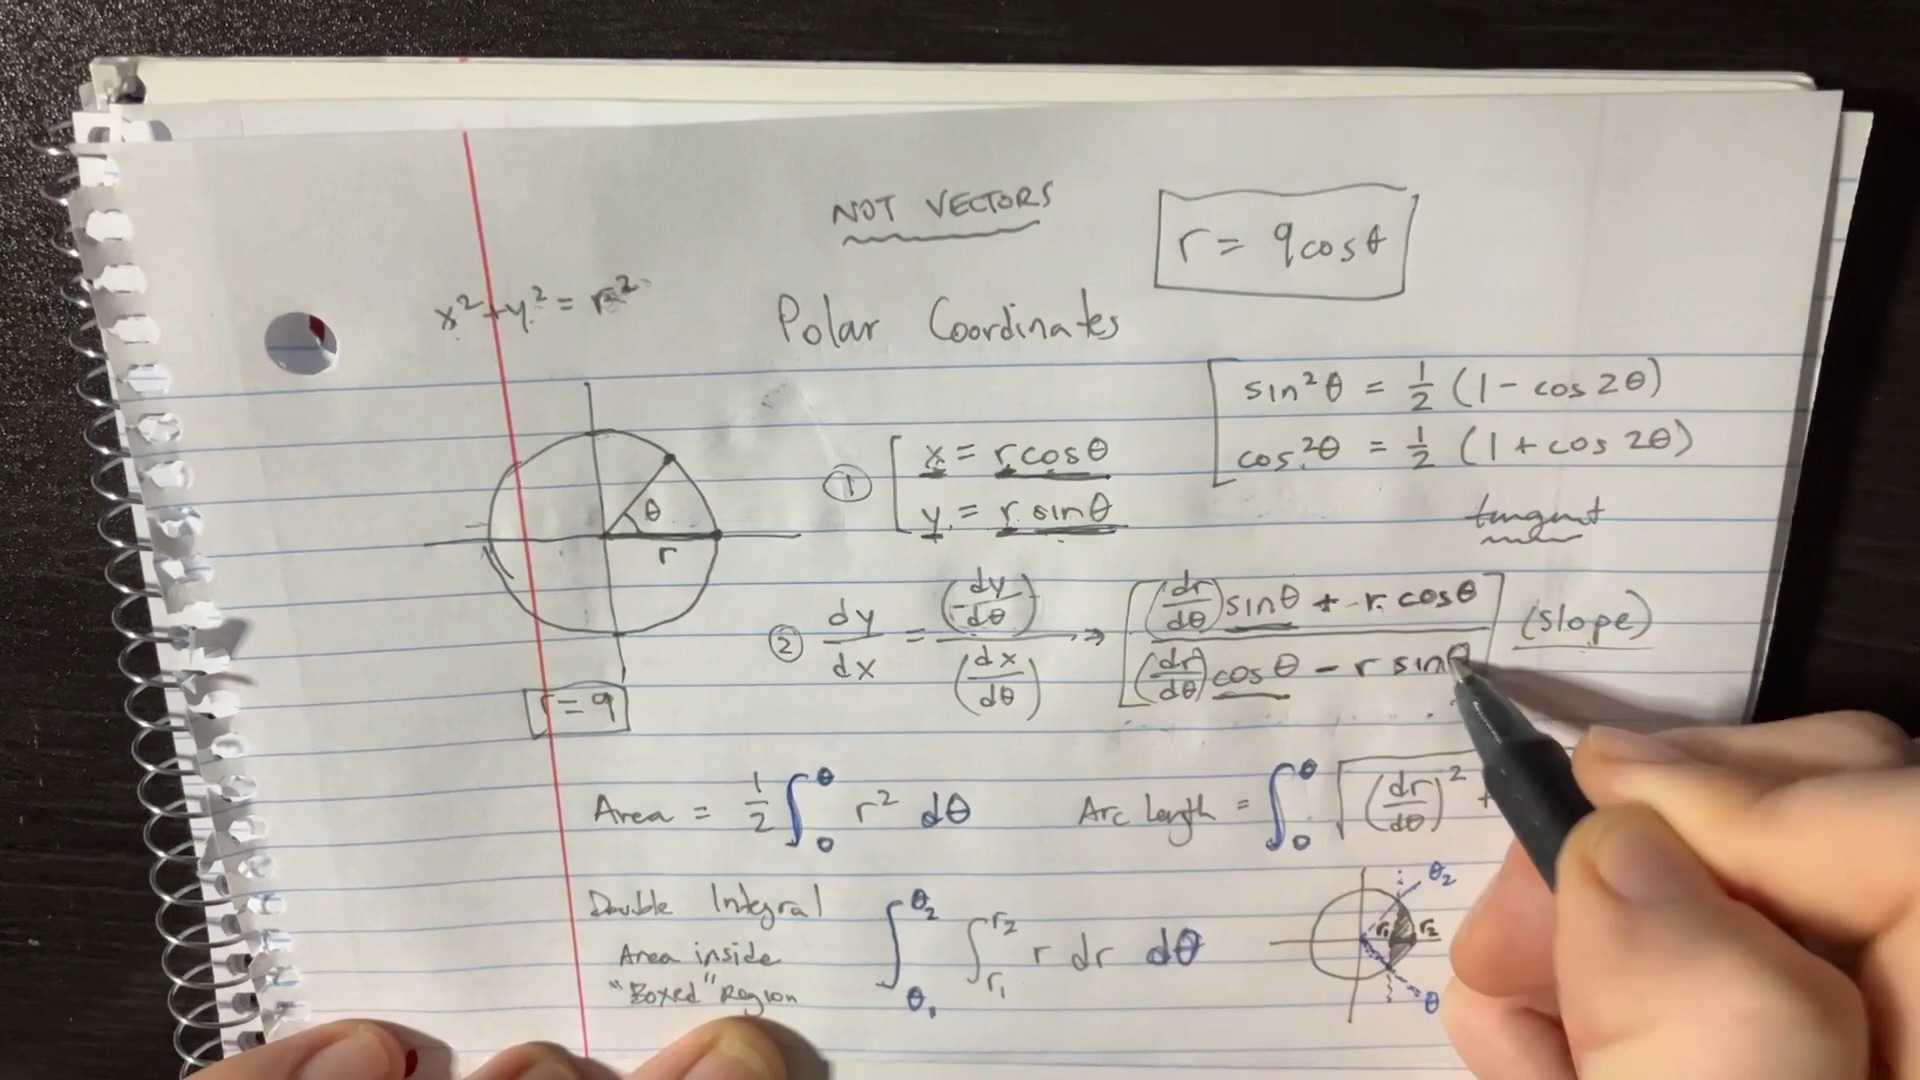 NOT VECTORS
r = 9cosθ
x² + y² = r²
Polar Coordinates
sin²θ = 1/2 (1 - cos 2θ)
cos²θ = 1/2 (1 + cos 2θ)
θ
r
r = 9
① x = r cosθ
y = r sinθ
tangent
② dy/dx = (dy/dθ)/(dx/dθ) → [(dr/dθ) sinθ + r cosθ]/[(dr/dθ) cosθ - r sinθ] (slope)
Area = 1/2 ∫₀^θ r² dθ
Arc Length = ∫₀^θ √(dr/dθ)² +
Double Integral
Area inside
"Boxed" Region
∫_θ₁^θ₂ ∫_r₁^r₂ r dr dθ
θ₂
r₁ r₂
θ